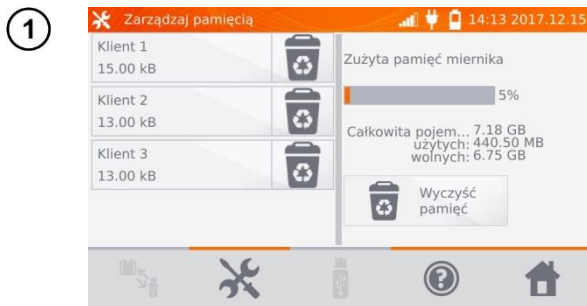 1
Zarządzaj pamięcią
14:13 2017.12.15
Klient 1
15.00 kB
Klient 2
13.00 kB
Klient 3
13.00 kB
Zużyta pamięć miernika
5%
Całkowita pojem... 7.18 GB
użytych: 440.50 MB
wolnych: 6.75 GB
Wyczyść
pamięć
?